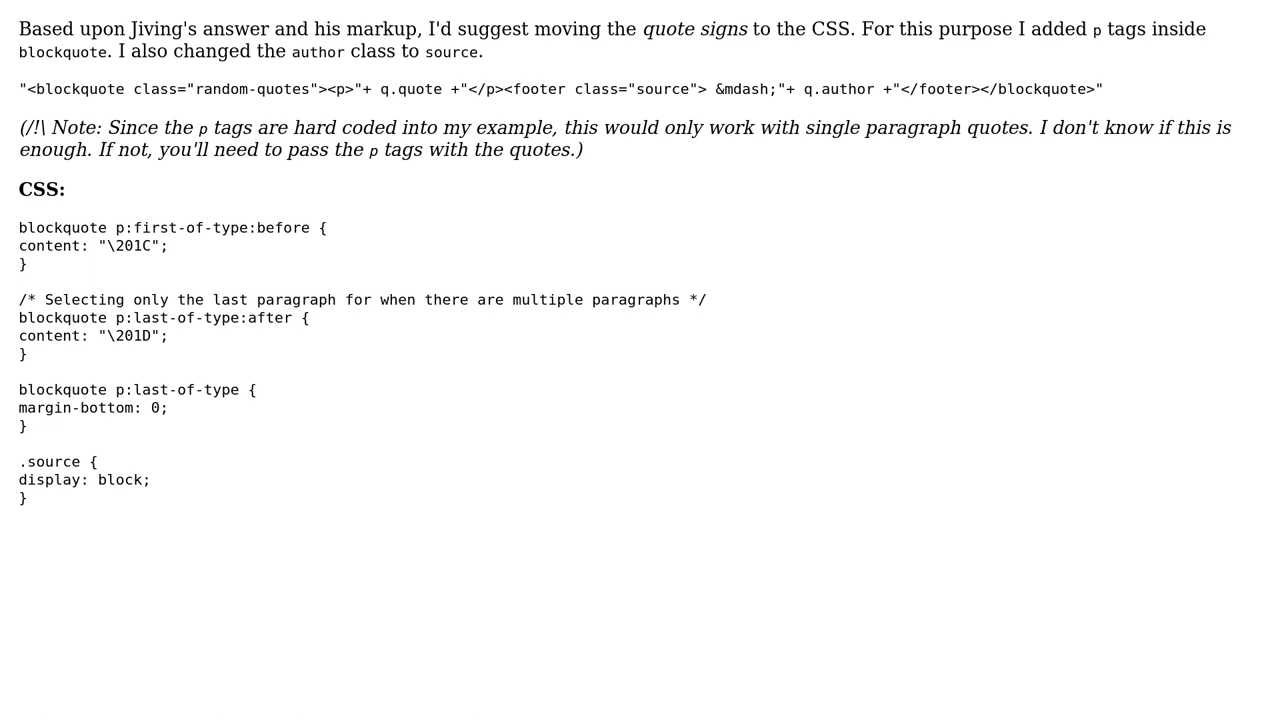 Based upon Jiving's answer and his markup, I'd suggest moving the quote signs to the CSS. For this purpose I added p tags inside
blockquote. I also changed the author class to source.
"<blockquote class="random-quotes"><p>"+ q.quote +"</p><footer class="source"> &mdash;"+ q.author +"</footer></blockquote>"
(/!\ Note: Since the p tags are hard coded into my example, this would only work with single paragraph quotes. I don't know if this is
enough. If not, you'll need to pass the p tags with the quotes.)
CSS:
blockquote p:first-of-type:before {
content: "\201C";
}
/* Selecting only the last paragraph for when there are multiple paragraphs */
blockquote p:last-of-type:after {
content: "\201D";
}
blockquote p:last-of-type {
margin-bottom: 0;
}
.source {
display: block;
}